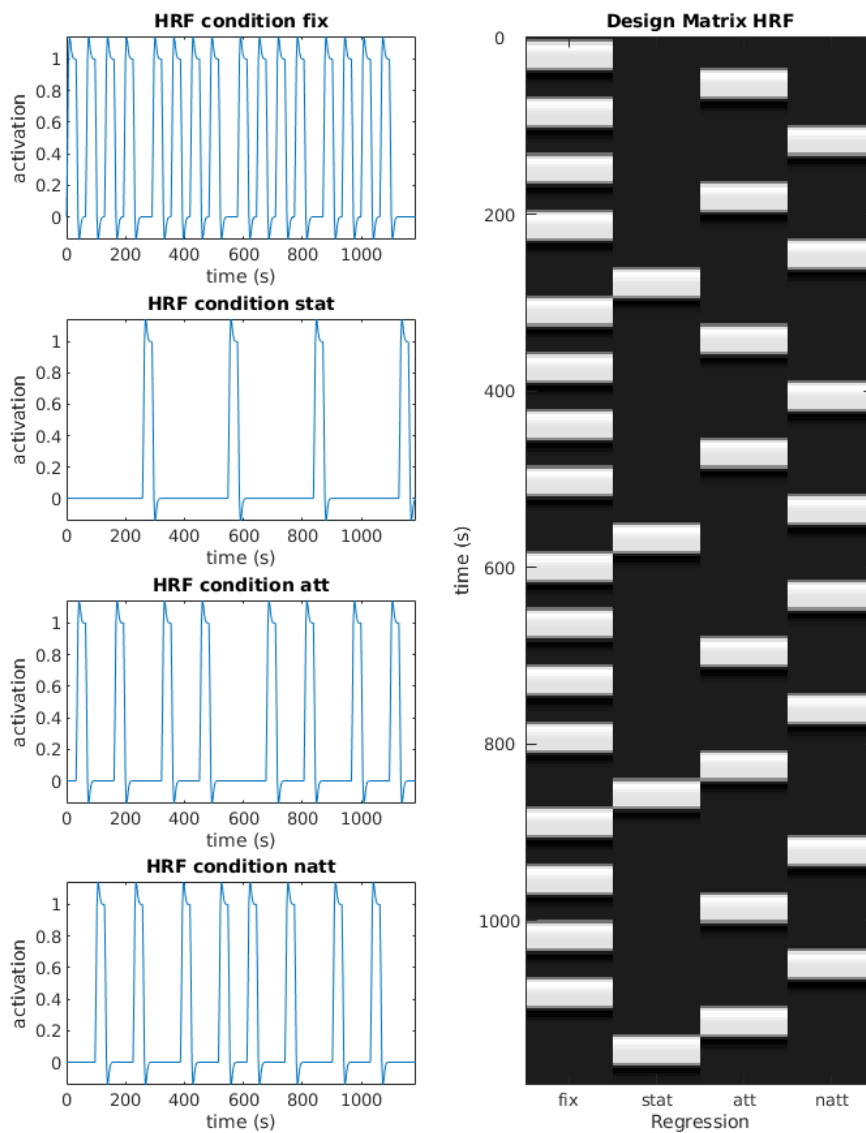 HRF condition fix
activation
1
0.8
0.6
0.4
0.2
0
0 200 400 600 800 1000
time (s)
HRF condition stat
activation
1
0.8
0.6
0.4
0.2
0
0 200 400 600 800 1000
time (s)
HRF condition att
activation
1
0.8
0.6
0.4
0.2
0
0 200 400 600 800 1000
time (s)
HRF condition natt
activation
1
0.8
0.6
0.4
0.2
0
0 200 400 600 800 1000
time (s)
Design Matrix HRF
time (s)
0
200
400
600
800
1000
fix stat att natt
Regression